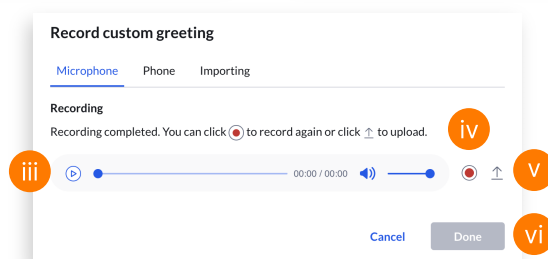 Record custom greeting
Microphone Phone Importing
Recording
iv
Recording completed. You can click to record again or click to upload.
iii 00:00 / 00:00 v
Cancel Done vi